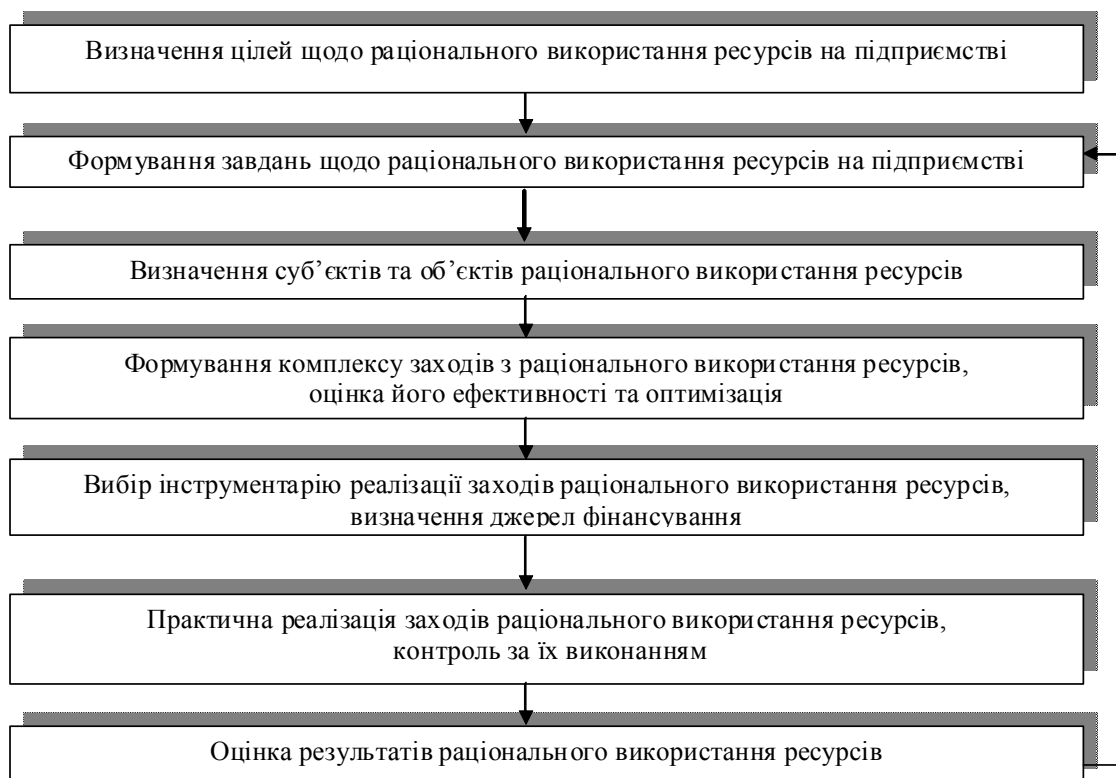 Визначення цілей щодо раціонального використання ресурсів на підприємстві
Формування завдань щодо раціонального використання ресурсів на підприємстві
Визначення суб’єктів та об’єктів раціонального використання ресурсів
Формування комплексу заходів з раціонального використання ресурсів,
оцінка його ефективності та оптимізація
Вибір інструментарію реалізації заходів раціонального використання ресурсів,
визначення джерел фінансування
Практична реалізація заходів раціонального використання ресурсів,
контроль за їх виконанням
Оцінка результатів раціонального використання ресурсів